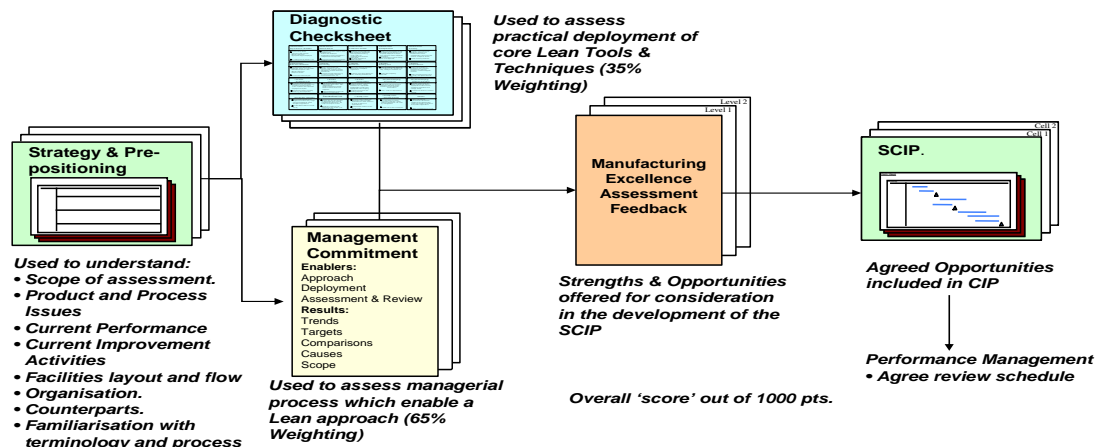 Diagnostic
Checksheet
Used to assess
practical deployment of
core Lean Tools &
Techniques (35%
Weighting)
Strategy & Pre-
positioning
Used to understand:
• Scope of assessment.
• Product and Process
Issues
• Current Performance
• Current Improvement
Activities
• Facilities layout and flow
• Organisation.
• Counterparts.
• Familiarisation with
terminology and process
Management
Commitment
Enablers:
Approach
Deployment
Assessment & Review
Results:
Trends
Targets
Comparisons
Causes
Scope
Used to assess managerial
process which enable a
Lean approach (65%
Weighting)
Level 2
Level 1
Manufacturing
Excellence
Assessment
Feedback
Strengths & Opportunities
offered for consideration
in the development of the
SCIP
Overall ‘score’ out of 1000 pts.
Cell 2
Cell 1
SCIP.
Agreed Opportunities
included in CIP
Performance Management
• Agree review schedule